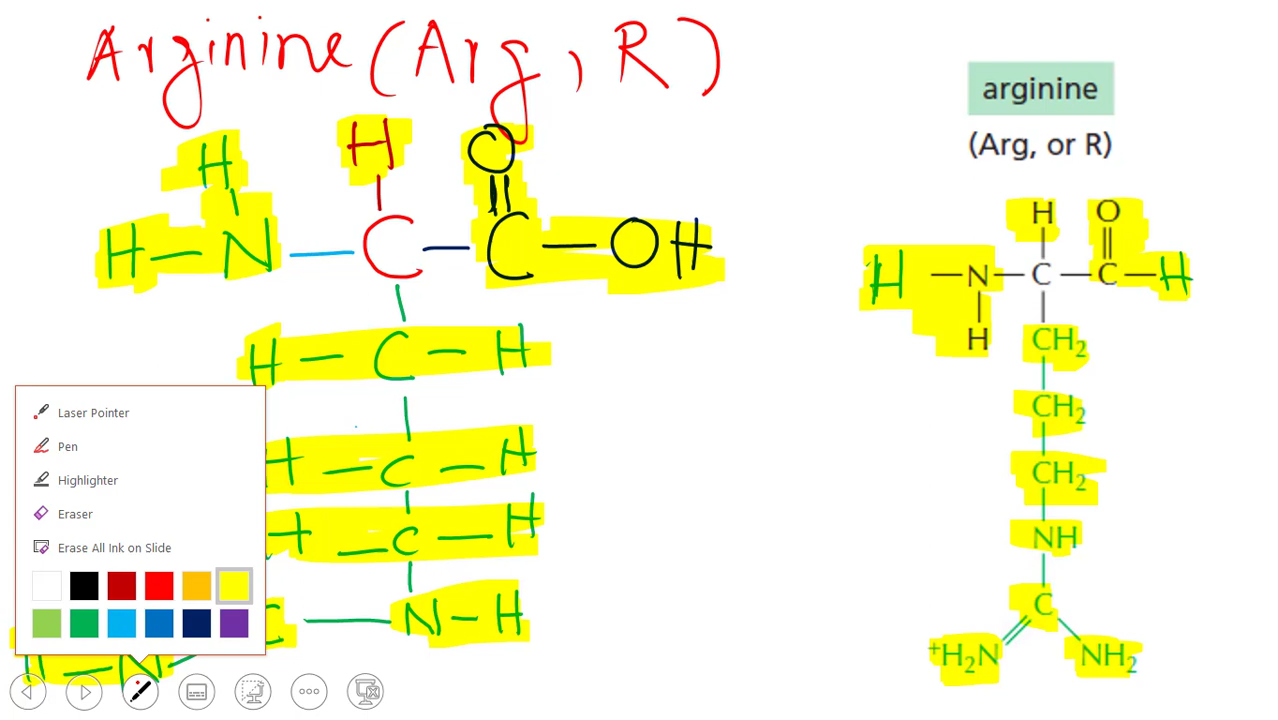 Arginine (Arg, R)
H
H
O
H – N – C – C – OH
H – C – H
H – C – H
H – C – H
C – N – H
H – N
Laser Pointer
Pen
Highlighter
Eraser
Erase All Ink on Slide
arginine
(Arg, or R)
H O
H – N – C – C – H
H CH2
CH2
CH2
NH
C
+H2N NH2